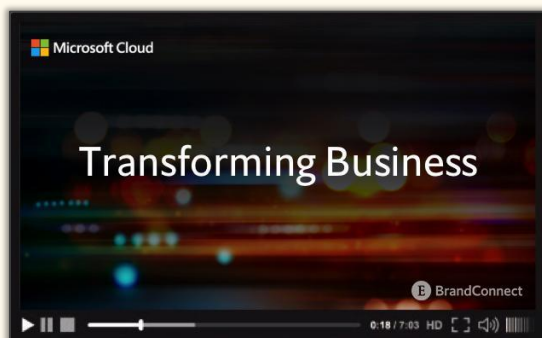 Microsoft Cloud
Transforming Business
E BrandConnect
0:18 / 7:03 HD